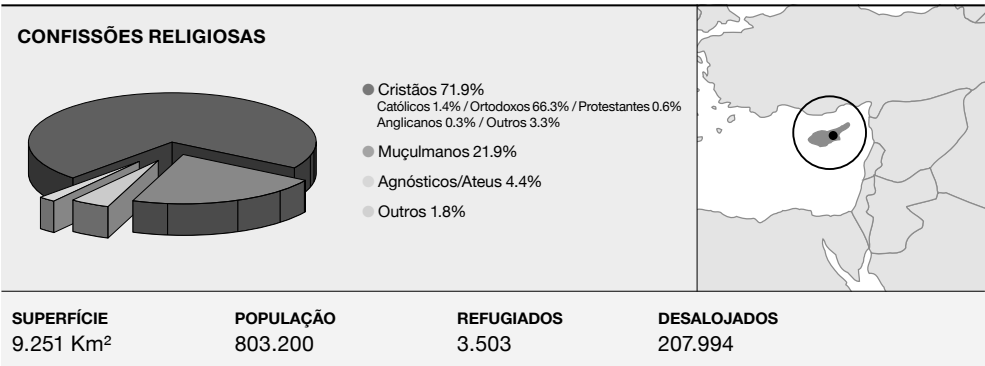 CONFISSÕES RELIGIOSAS
Cristãos 71.9%
Católicos 1.4% / Ortodoxos 66.3% / Protestantes 0.6%
Anglicanos 0.3% / Outros 3.3%
Muçulmanos 21.9%
Agnósticos/Ateus 4.4%
Outros 1.8%
SUPERFÍCIE
9.251 Km²
POPULAÇÃO
803.200
REFUGIADOS
3.503
DESALOJADOS
207.994